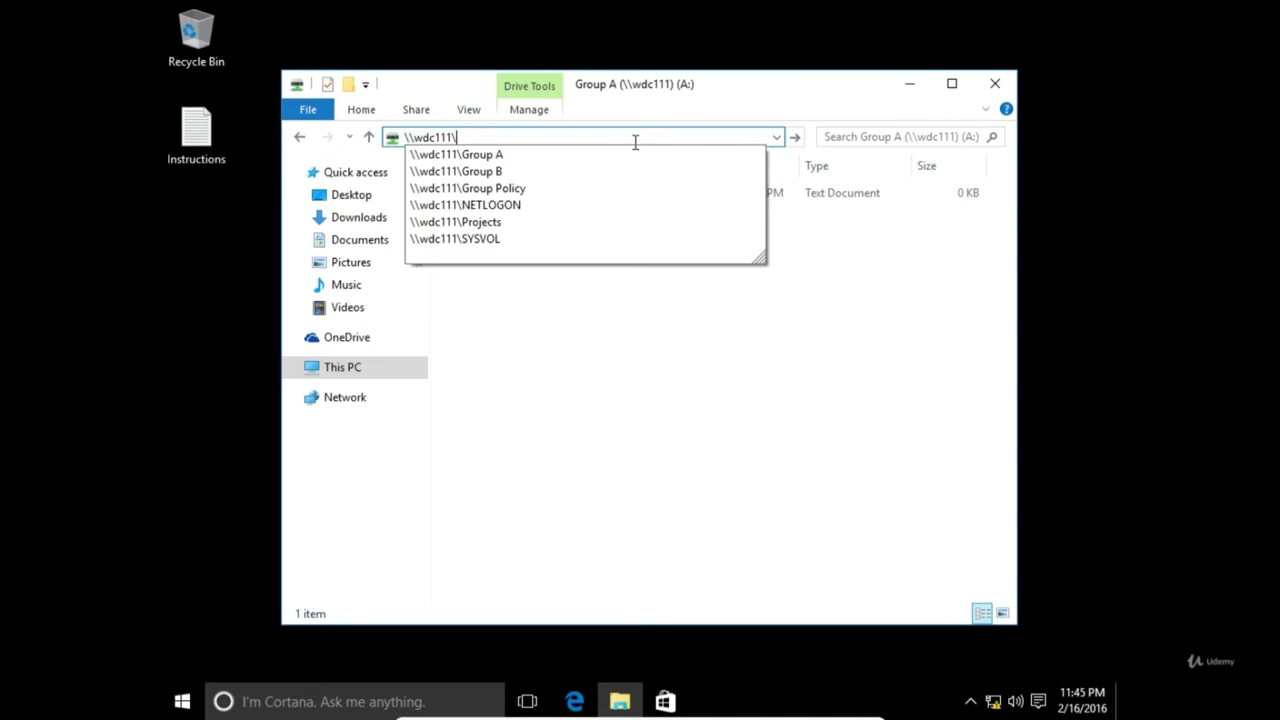 Recycle Bin
Instructions
Drive Tools
Group A (\\wdc111) (A:)
File
Home
Share
View
Manage
\\wdc111\
Search Group A (\\wdc111) (A:)
\\wdc111\Group A
\\wdc111\Group B
\\wdc111\Group Policy
\\wdc111\NETLOGON
\\wdc111\Projects
\\wdc111\SYSVOL
Type
Size
PM
Text Document
0 KB
Quick access
Desktop
Downloads
Documents
Pictures
Music
Videos
OneDrive
This PC
Network
1 item
Udemy
I'm Cortana. Ask me anything.
11:45 PM
2/16/2016